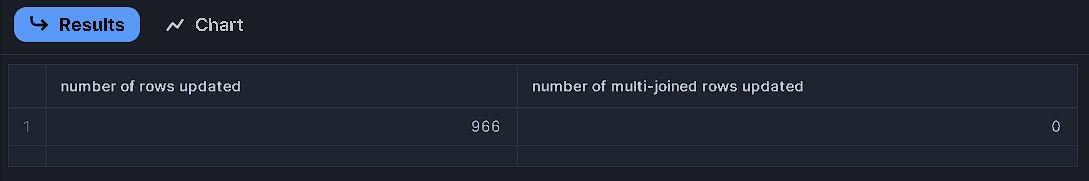 Results Chart
number of rows updated number of multi-joined rows updated
1 966 0